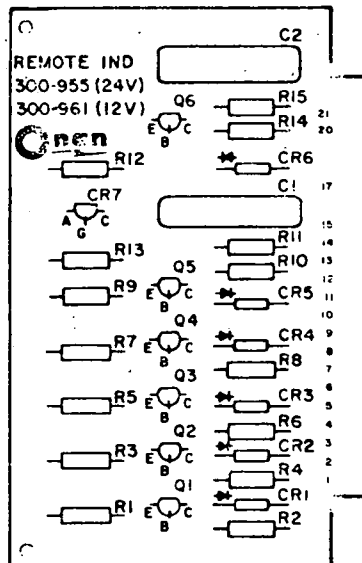 C2
REMOTE IND
300-955 (24V)
300-961 (12V)
Onan
Q6
E B C
R15
R14
21
20
R12
CR6
CR7
A G C
C1
17
15
R11
14
R13
R10
13
12
Q5
E B C
R9
CR5
11
10
Q4
E B C
R7
CR4
9
8
R8
7
Q3
E B C
R5
CR3
6
5
R6
4
Q2
E B C
R3
CR2
3
2
R4
1
Q1
E B C
R1
CR1
R2